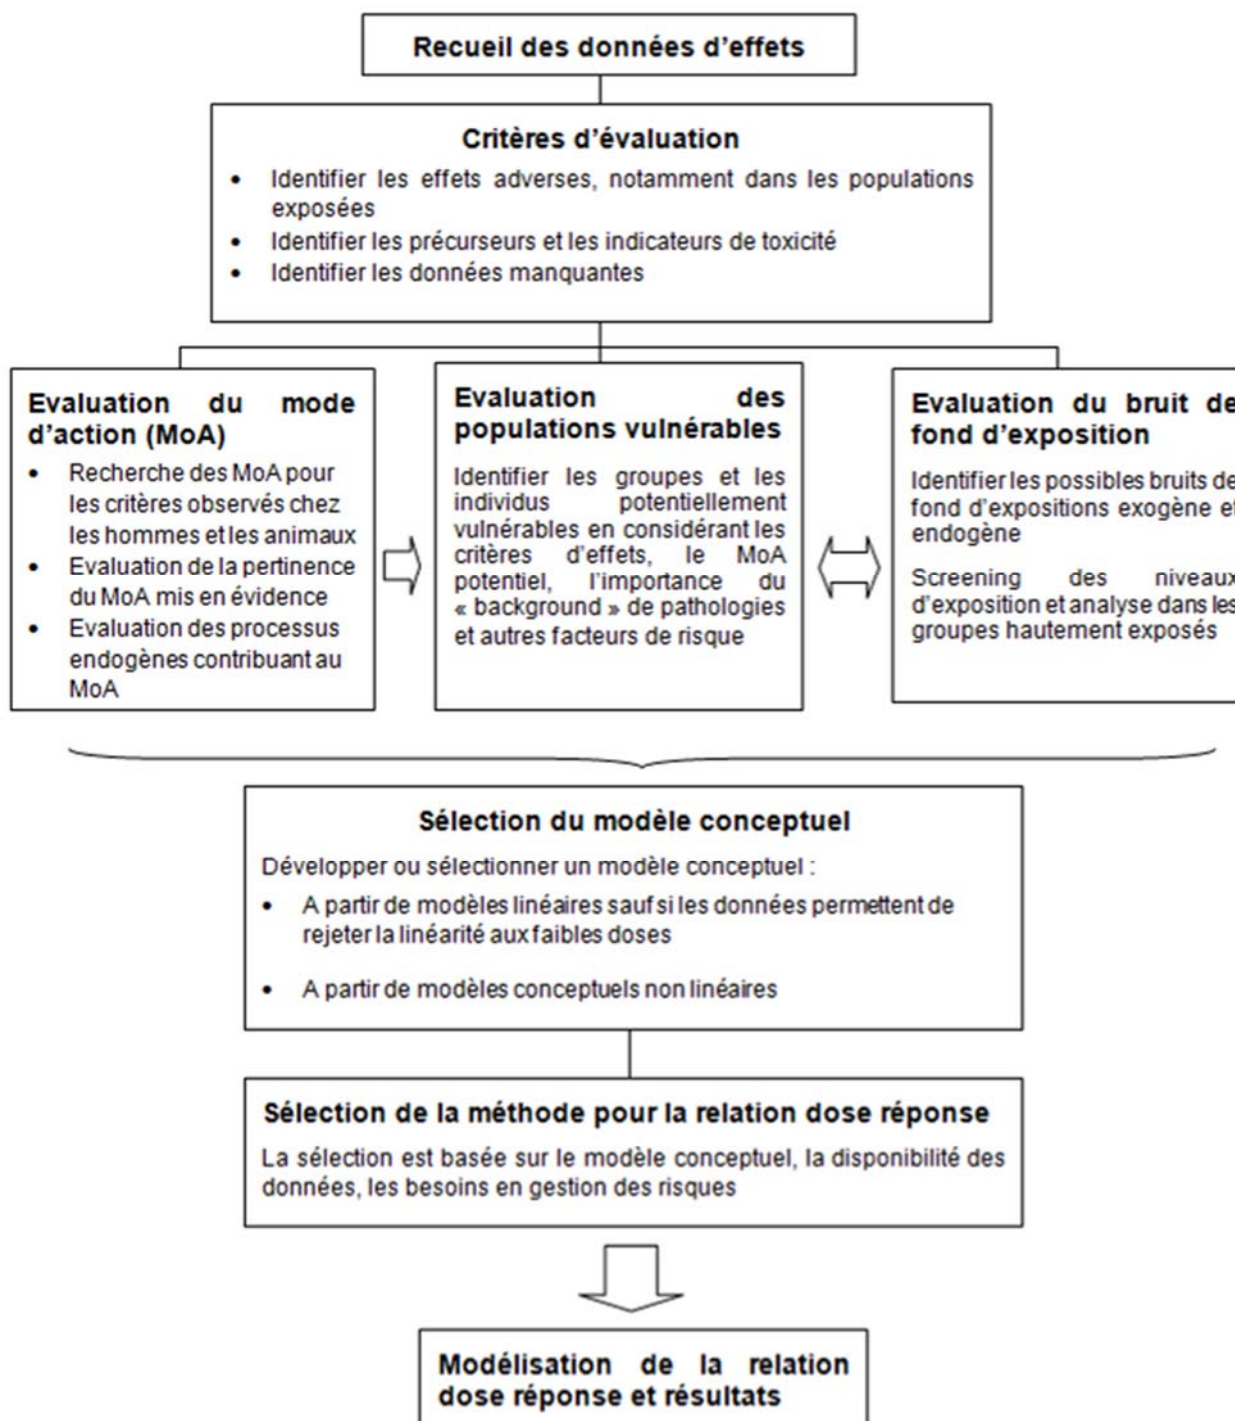 Recueil des données d'effets
Critères d'évaluation
• Identifier les effets adverses, notamment dans les populations
exposées
• Identifier les précurseurs et les indicateurs de toxicité
• Identifier les données manquantes
Evaluation du mode
d'action (MoA)
• Recherche des MoA pour
les critères observés chez
les hommes et les animaux
• Evaluation de la pertinence
du MoA mis en évidence
• Evaluation des processus
endogènes contribuant au
MoA
Evaluation des
populations vulnérables
Identifier les groupes et les
individus potentiellement
vulnérables en considérant les
critères d'effets, le MoA
potentiel, l'importance du
« background » de pathologies
et autres facteurs de risque
Evaluation du bruit de
fond d'exposition
Identifier les possibles bruits de
fond d'expositions exogène et
endogène
Screening des niveaux
d'exposition et analyse dans les
groupes hautement exposés
Sélection du modèle conceptuel
Développer ou sélectionner un modèle conceptuel :
• A partir de modèles linéaires sauf si les données permettent de
rejeter la linéarité aux faibles doses
• A partir de modèles conceptuels non linéaires
Sélection de la méthode pour la relation dose réponse
La sélection est basée sur le modèle conceptuel, la disponibilité des
données, les besoins en gestion des risques
Modélisation de la relation
dose réponse et résultats